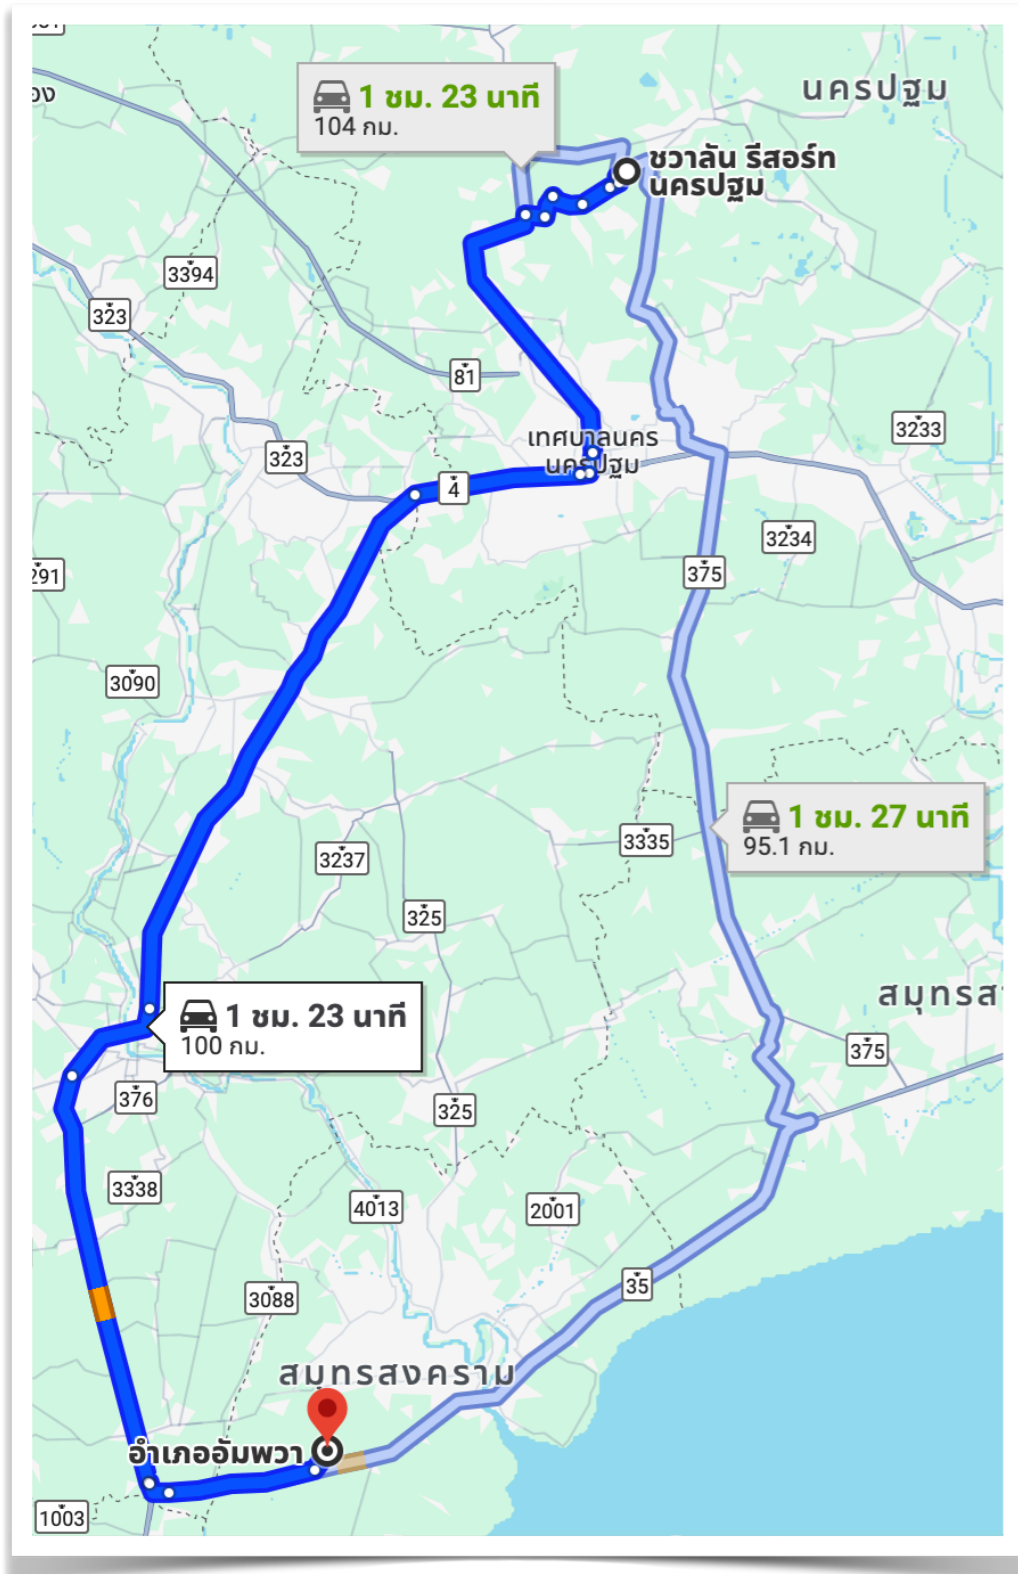 นครปฐม
1 ชม. 23 นาที
104 กม.
ชวาลัน รีสอร์ท
นครปฐม
3394
323
81
3233
เทศบาลนคร
นครปฐม
323
4
3234
375
291
3090
1 ชม. 27 นาที
95.1 กม.
3335
3237
325
สมุทรส
1 ชม. 23 นาที
100 กม.
375
376
325
3338
4013
2001
35
3088
สมุทรสงคราม
อำเภออัมพวา
1003